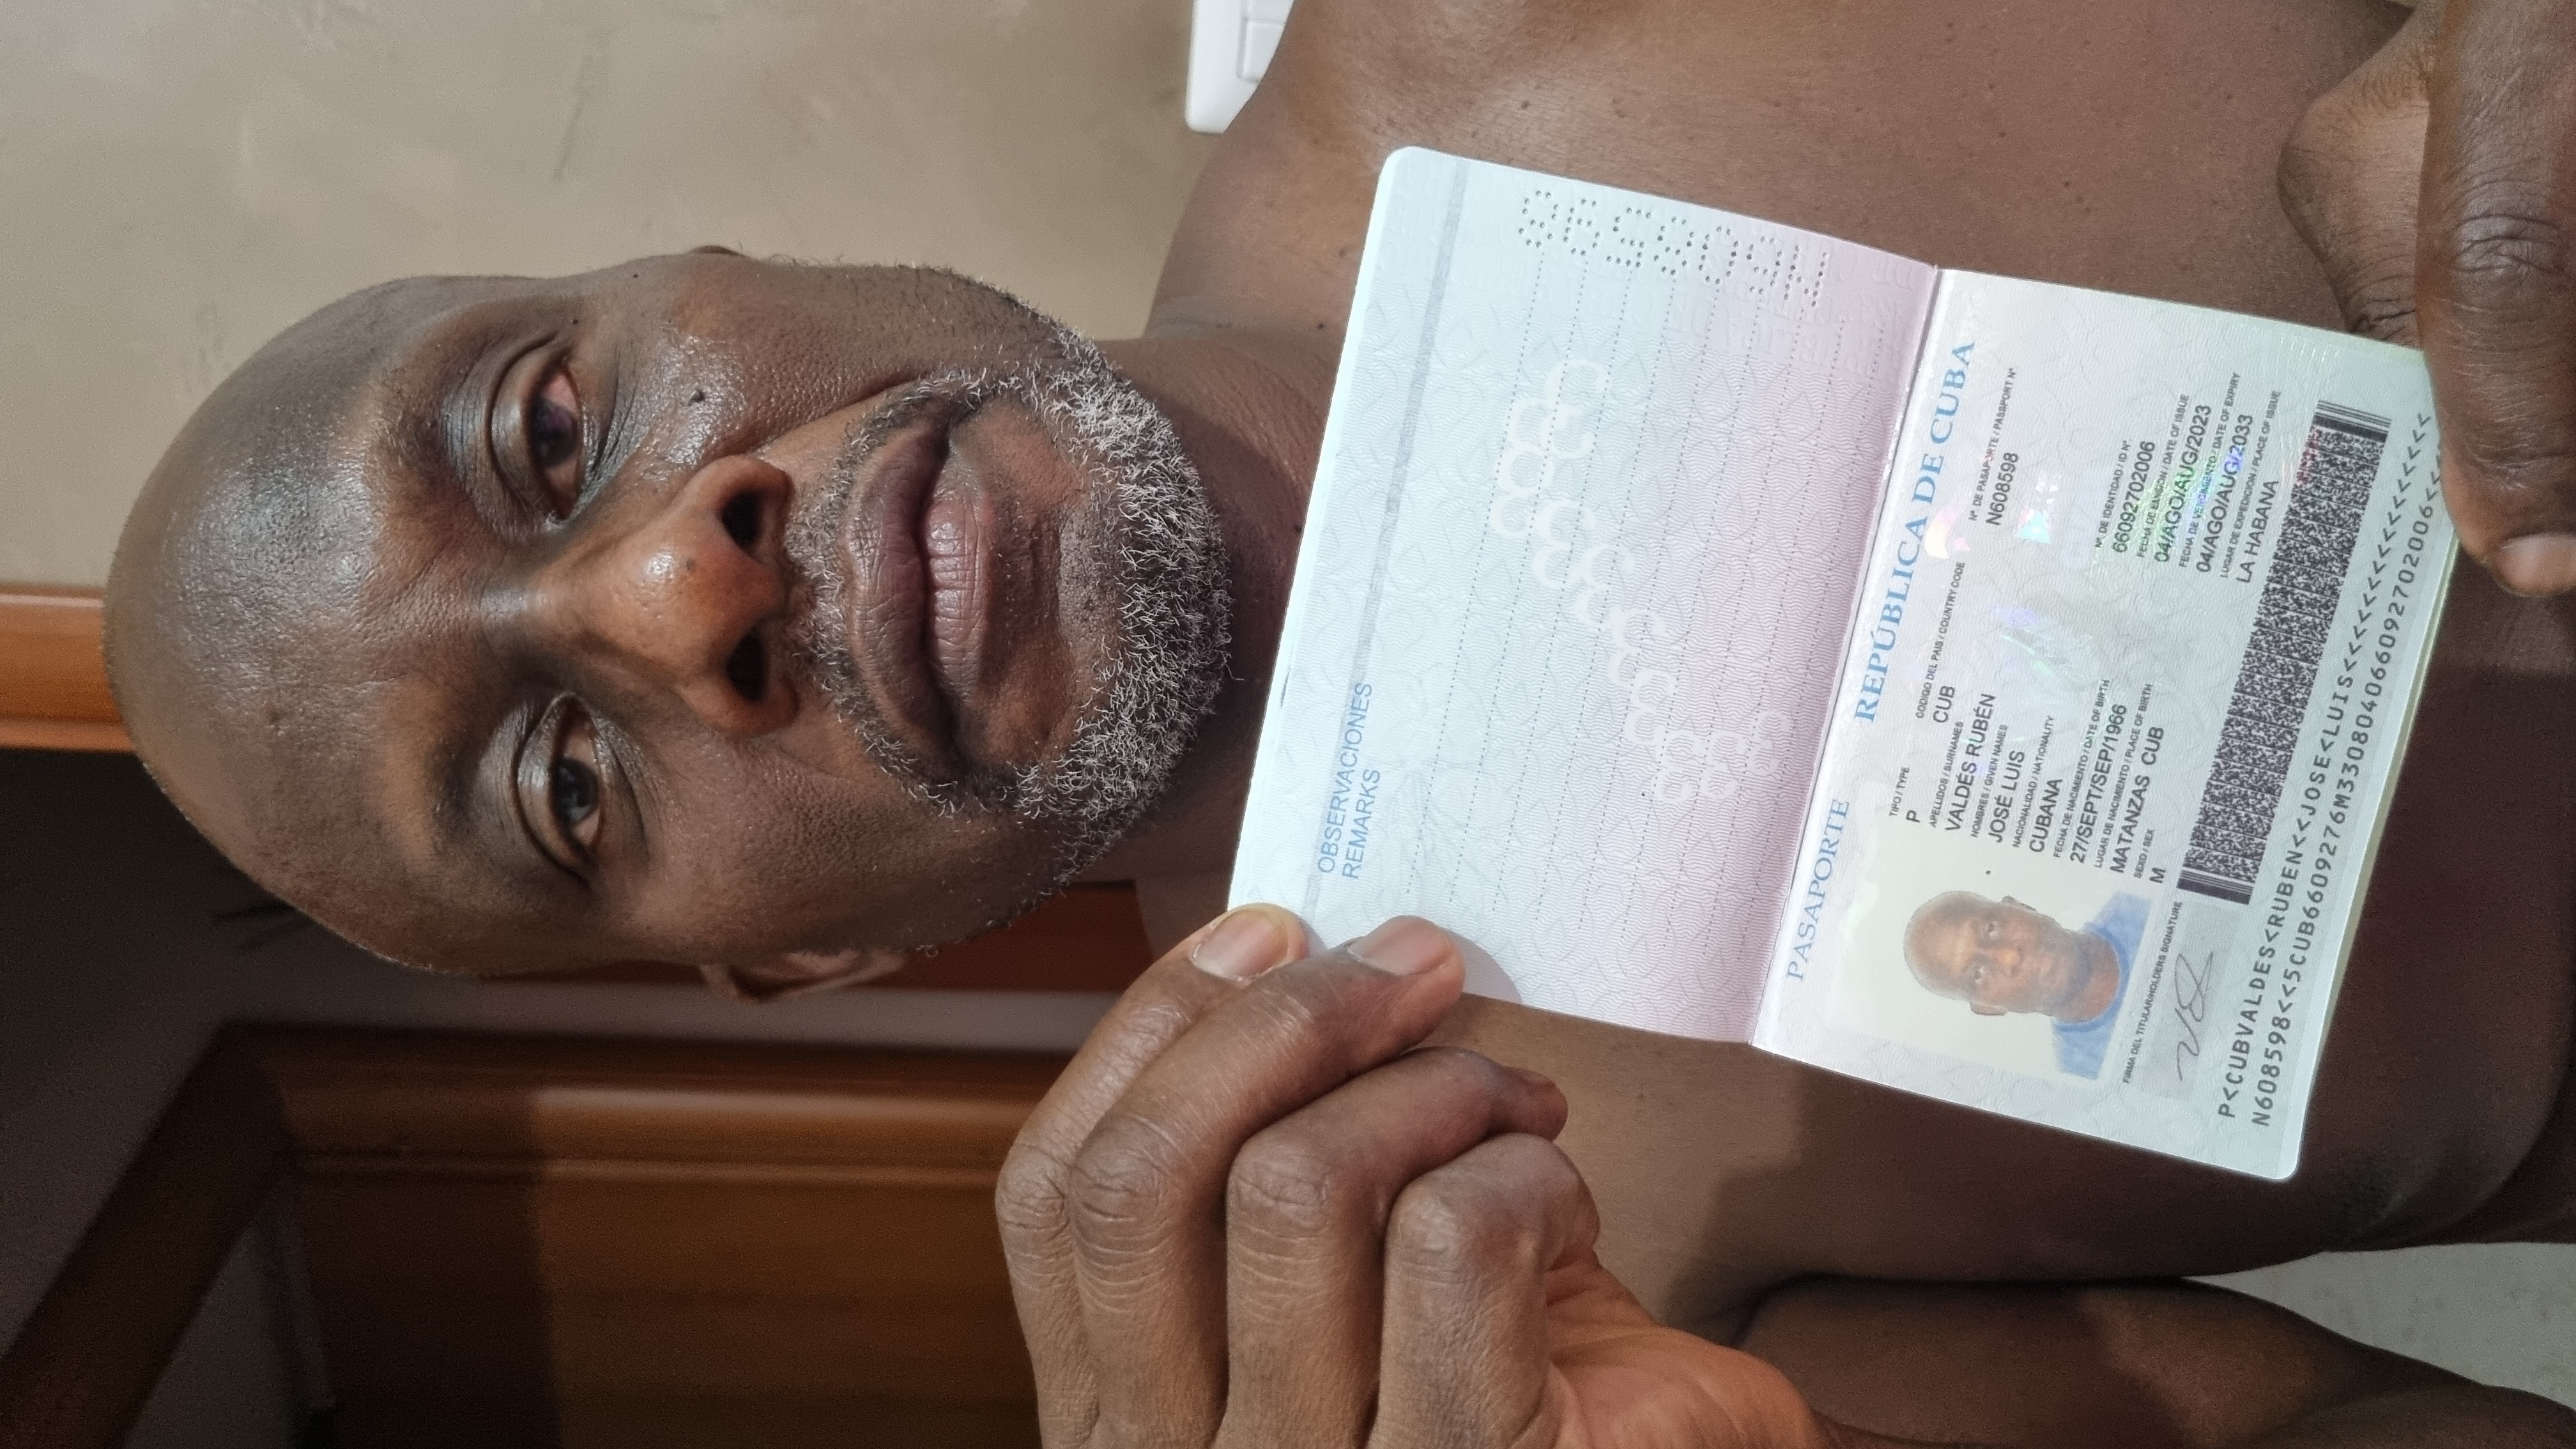 OBSERVACIONES
REMARKS
PASAPORTE
REPÚBLICA DE CUBA
TIPO / TYPE
P
CODIGO DEL PAIS / COUNTRY CODE
CUB
Nº. DE PASAPORTE / PASSPORT Nº
N608598
APELLIDOS / SURNAMES
VALDÉS RUBÉN
NOMBRES / GIVEN NAMES
JOSÉ LUIS
NACIONALIDAD / NATIONALITY
CUBANA
FECHA DE NACIMIENTO / DATE OF BIRTH
27/SEPT/SEP/1966
LUGAR DE NACIMIENTO / PLACE OF BIRTH
MATANZAS CUB
SEXO / SEX
M
Nº. DE IDENTIDAD / ID Nº
66092702006
FECHA DE EMISION / DATE OF ISSUE
04/AGO/AUG/2023
FECHA DE VENCIMIENTO / DATE OF EXPIRY
04/AGO/AUG/2033
LUGAR DE EXPEDICIÓN / PLACE OF ISSUE
LA HABANA
FIRMA DEL TITULAR/HOLDERS SIGNATURE
P<CUBVALDES<RUBEN<<JOSE<LUIS<<<<<<<<<<<<<<<<
N608598<<5CUB6609276M33080406609270​2006<<